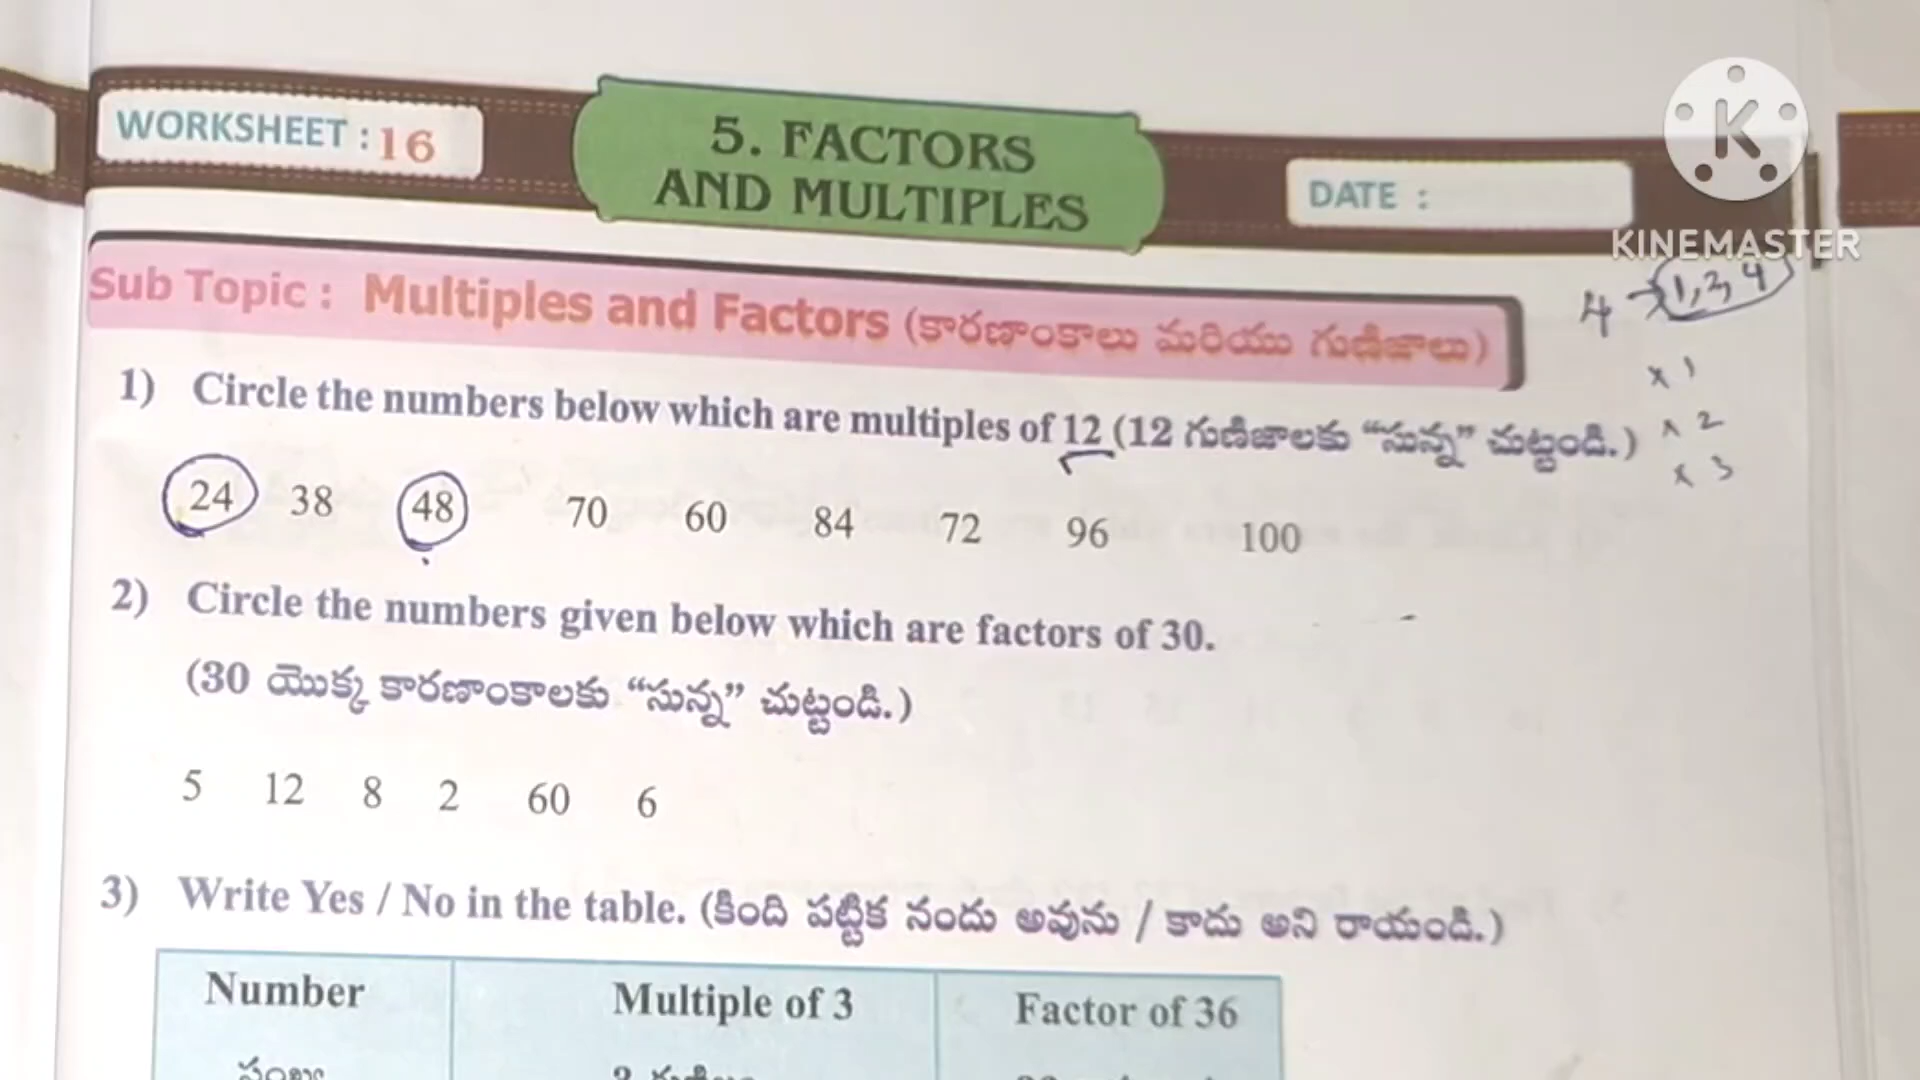 WORKSHEET : 16
5. FACTORS
AND MULTIPLES
DATE :
KINEMASTER
Sub Topic : Multiples and Factors (కారణాంకాలు మరియు గుణిజాలు)
4 → 1, 2, 4
x 1
x 2
x 3
1) Circle the numbers below which are multiples of 12 (12 గుణిజాలకు “సున్న” చుట్టండి.)
24 38 48 70 60 84 72 96 100
2) Circle the numbers given below which are factors of 30.
(30 యొక్క కారణాంకాలకు “సున్న” చుట్టండి.)
5 12 8 2 60 6
3) Write Yes / No in the table. (కింది పట్టిక నందు అవును / కాదు అని రాయండి.)
Number Multiple of 3 Factor of 36